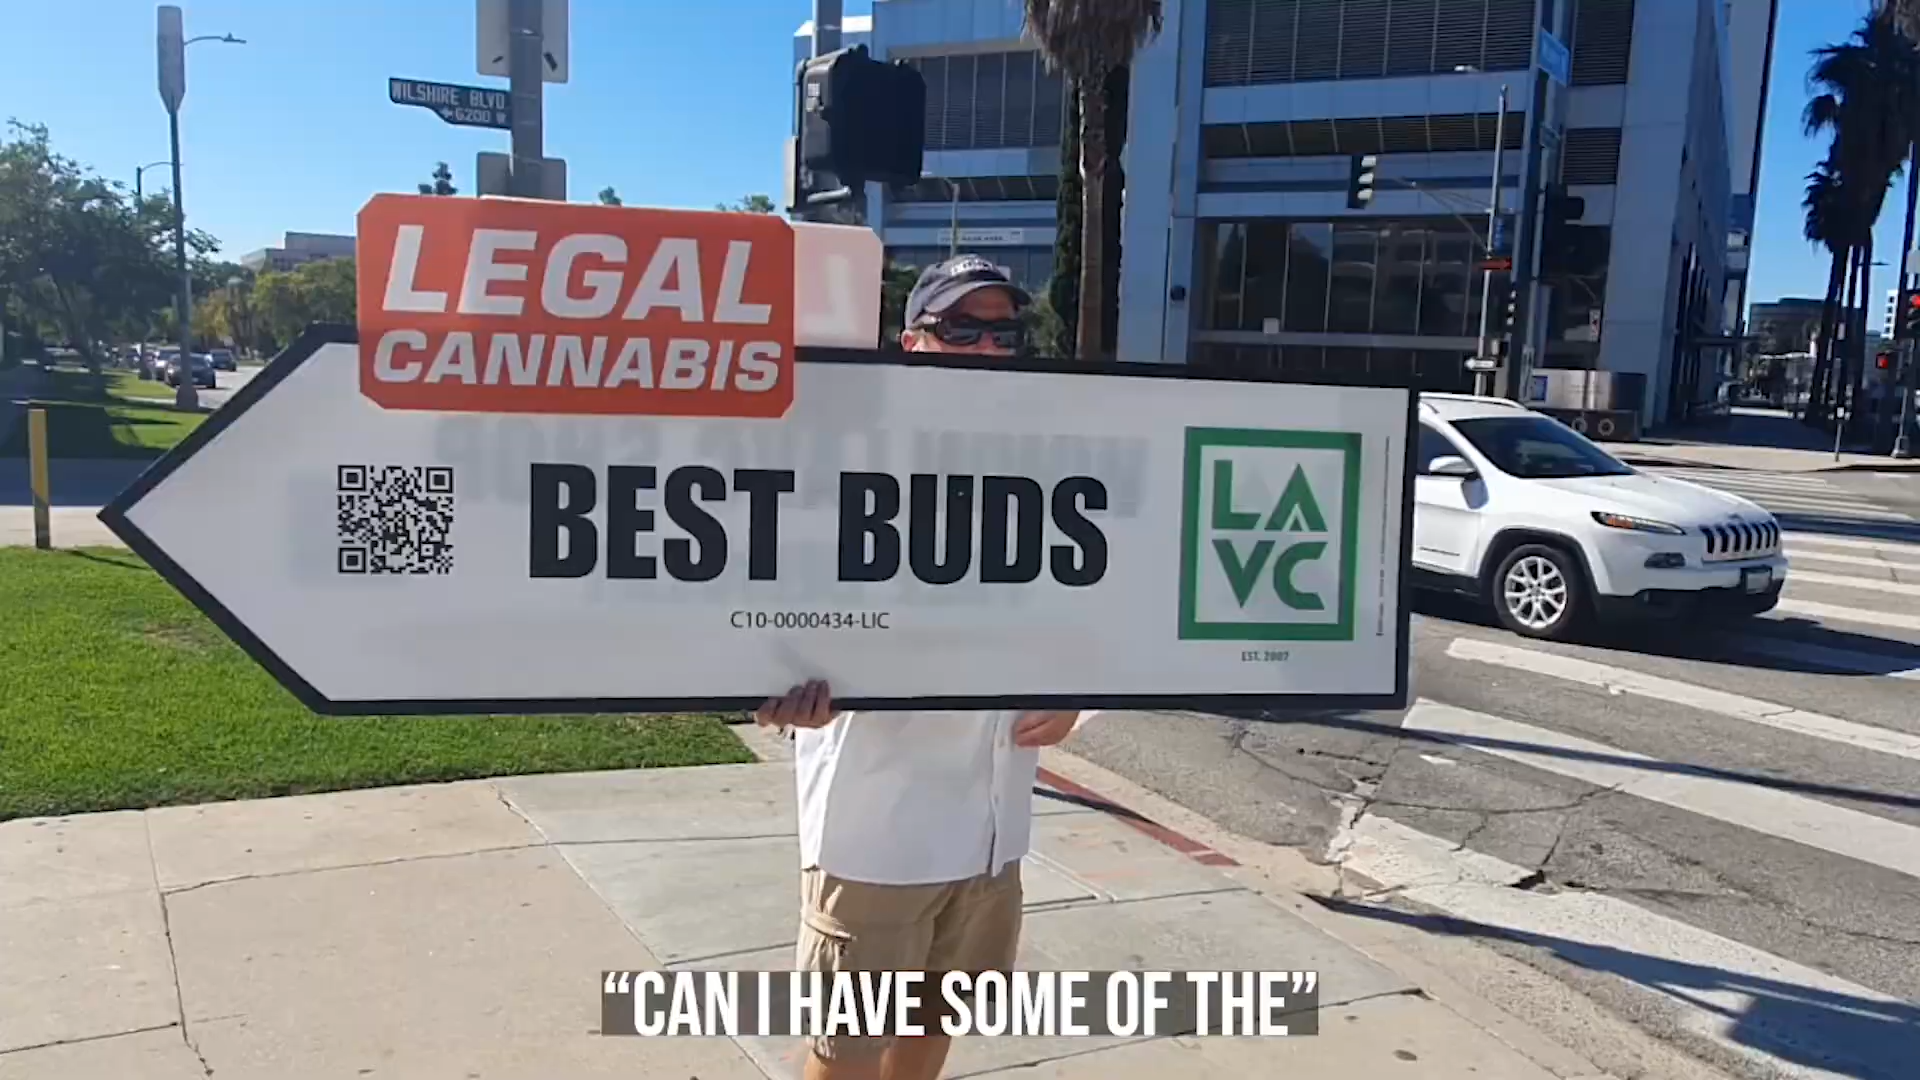 WILSHIRE BLVD
6200 W
LEGAL
CANNABIS
BEST BUDS
C10-0000434-LIC
LA
VC
EST. 2007
“CAN I HAVE SOME OF THE”